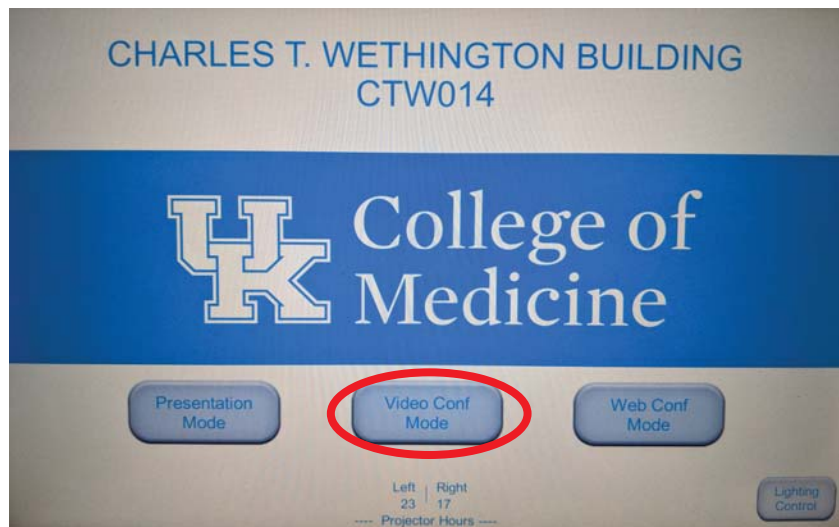 CHARLES T. WETHINGTON BUILDING
CTW014
UK
College of
Medicine
Presentation
Mode
Video Conf
Mode
Web Conf
Mode
Left | Right
23 | 17
---- Projector Hours ----
Lighting
Control